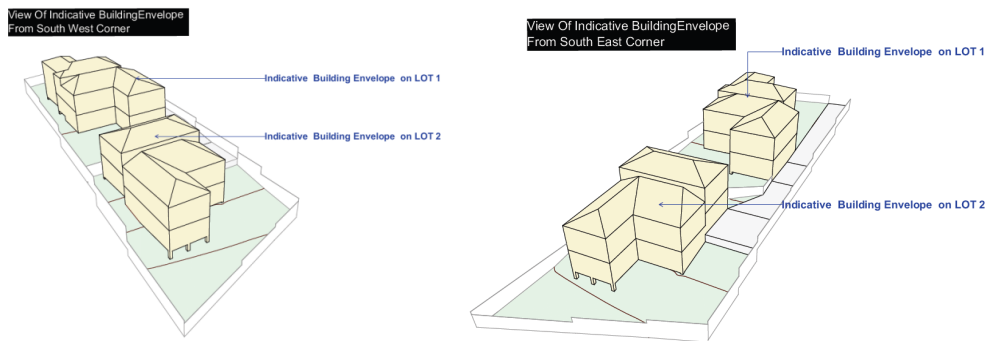 View Of Indicative BuildingEnvelope
From South West Corner
Indicative Building Envelope on LOT 1
Indicative Building Envelope on LOT 2
View Of Indicative BuildingEnvelope
From South East Corner
Indicative Building Envelope on LOT 1
Indicative Building Envelope on LOT 2